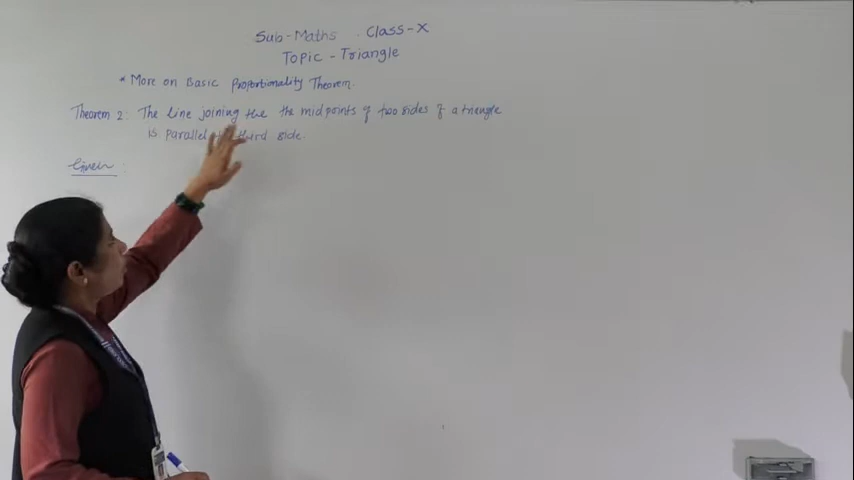 Sub-Maths . Class-X
Topic - Triangle
* More on Basic Proportionality Theorem.
Theorem 2: The line joining the the midpoints of two sides of a triangle
is parallel third side.
Given :